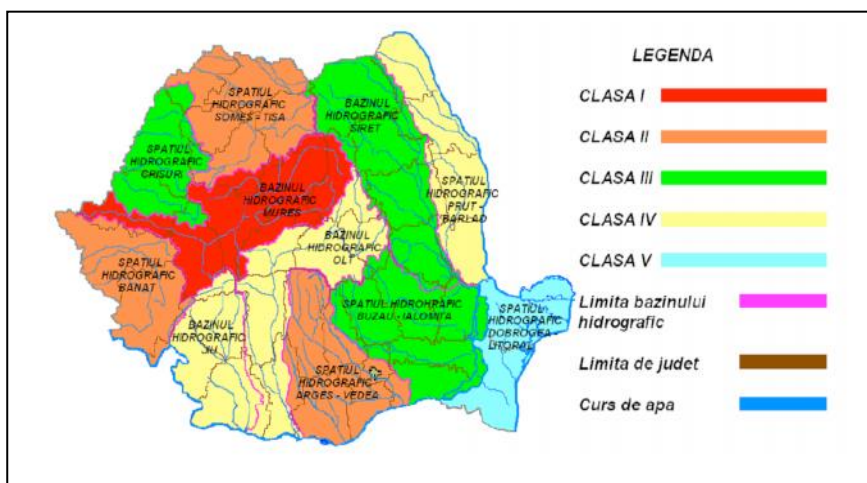 SPATIUL
HIDROGRAFIC
SOMES - TISA
BAZINUL
HIDROGRAFIC
SIRET
SPATIUL
HIDROGRAFIC
CRISURI
BAZINUL
HIDROGRAFIC
MURES
SPATIUL
HIDROGRAFIC
PRUT -
BARLAD
BAZINUL
HIDROGRAFIC
OLT
SPATIUL
HIDROGRAFIC
BANAT
BAZINUL
HIDROGRAFIC
JIU
SPATIUL HIDROHRAFIC
BUZAU - IALOMITA
SPATIUL
HIDROGRAFIC
DOBROGEA -
LITORAL
SPATIUL
HIDROGRAFIC
ARGES - VEDEA
LEGENDA
CLASA I
CLASA II
CLASA III
CLASA IV
CLASA V
Limita bazinului
hidrografic
Limita de judet
Curs de apa